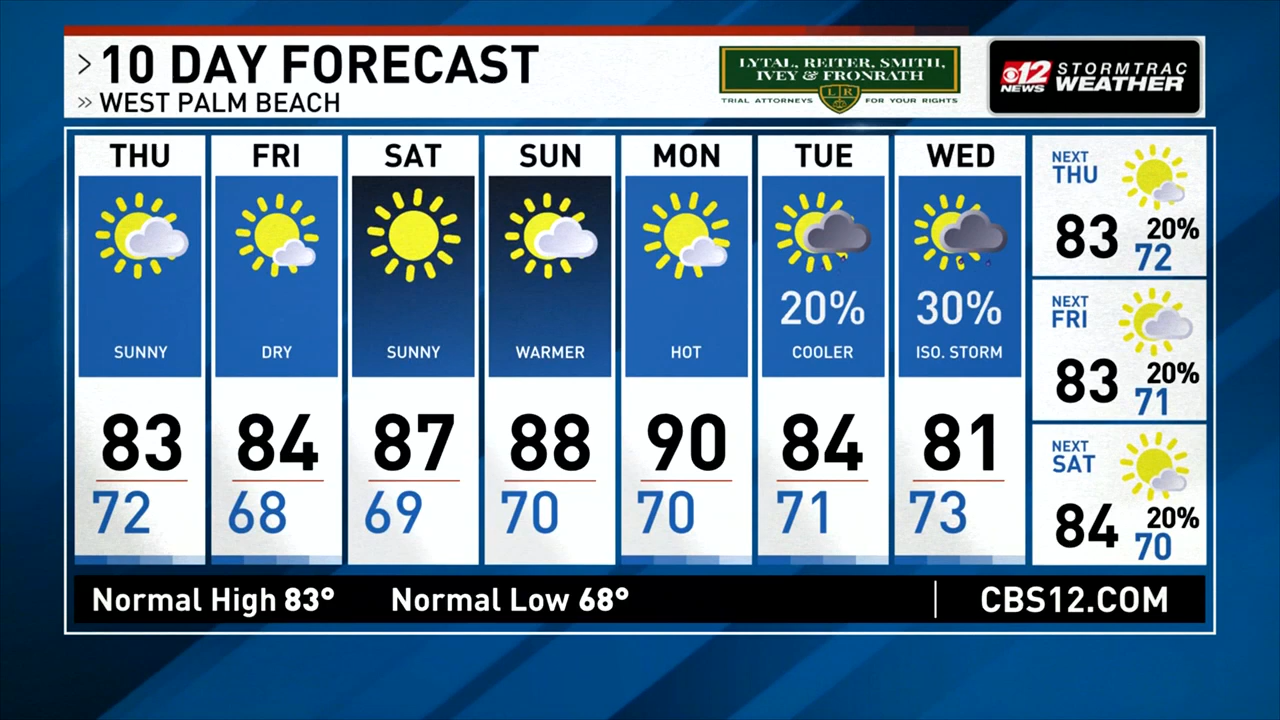 > 10 DAY FORECAST
» WEST PALM BEACH
LYTAL, REITER, SMITH,
IVEY & FRONRATH
L R
TRIAL ATTORNEYS FOR YOUR RIGHTS
12 NEWS
STORMTRAC
WEATHER
THU
SUNNY
83
72
FRI
DRY
84
68
SAT
SUNNY
87
69
SUN
WARMER
88
70
MON
HOT
90
70
TUE
20%
COOLER
84
71
WED
30%
ISO. STORM
81
73
NEXT
THU
83 20%
72
NEXT
FRI
83 20%
71
NEXT
SAT
84 20%
70
Normal High 83° Normal Low 68° | CBS12.COM